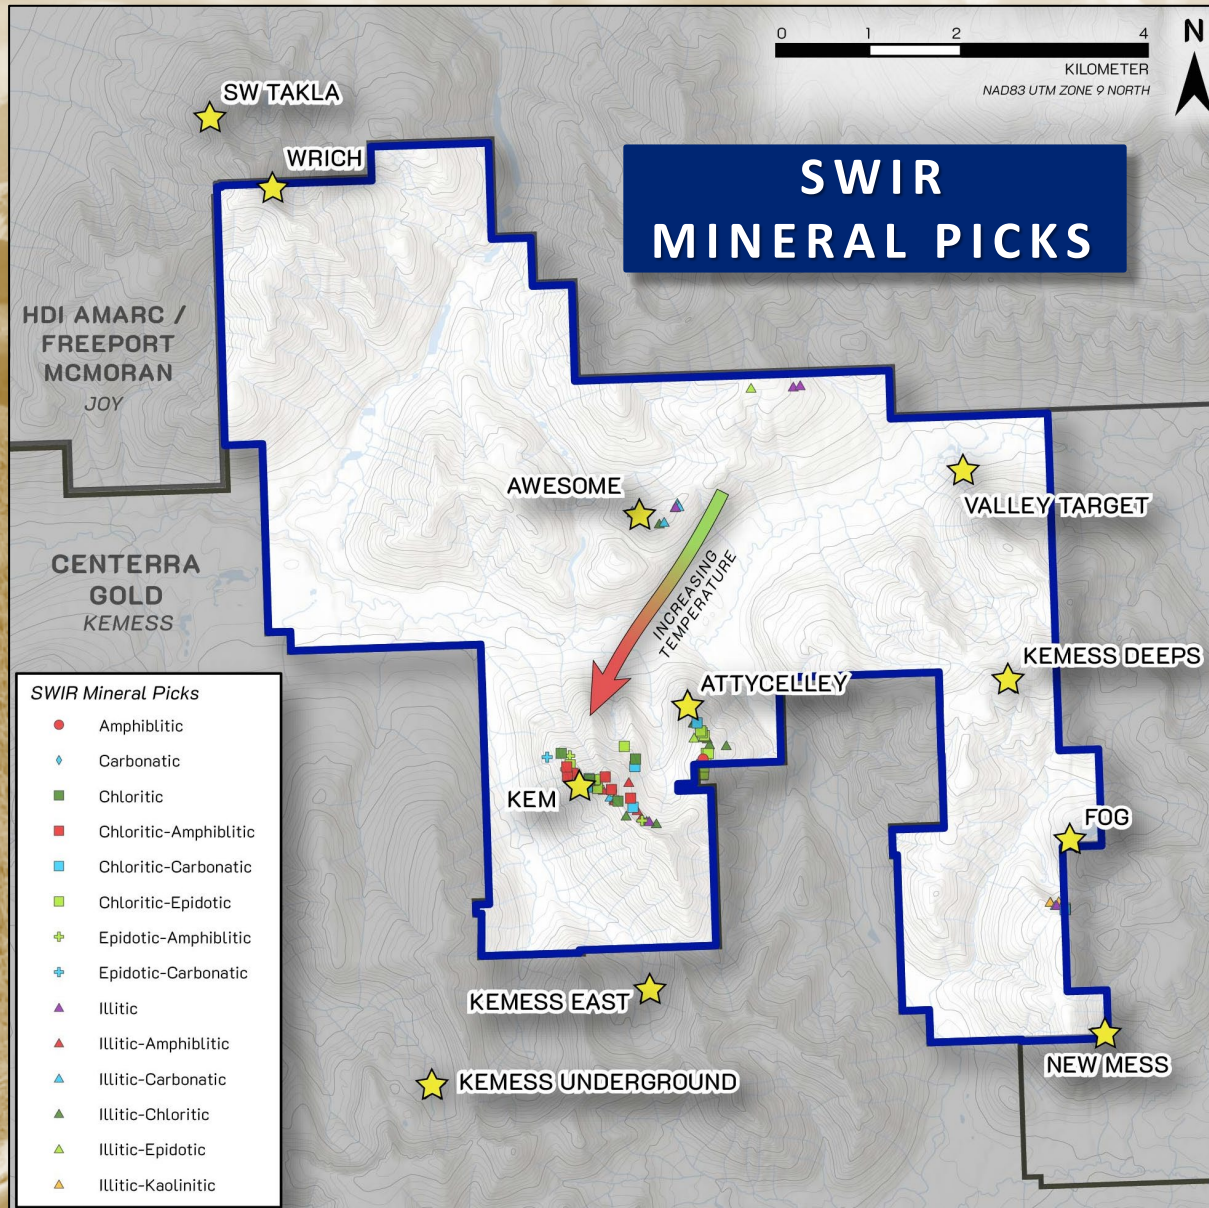 0 1 2 4
KILOMETER
NAD83 UTM ZONE 9 NORTH
N
SWIR
MINERAL PICKS
SW TAKLA
WRICH
HDI AMARC /
FREEPORT
MCMORAN
JOY
AWESOME
VALLEY TARGET
CENTERRA
GOLD
KEMESS
INCREASING
TEMPERATURE
KEMESS DEEPS
ATTYCELLEY
KEM
FOG
KEMESS EAST
NEW MESS
KEMESS UNDERGROUND
SWIR Mineral Picks
Amphiblitic
Carbonatic
Chloritic
Chloritic-Amphiblitic
Chloritic-Carbonatic
Chloritic-Epidotic
Epidotic-Amphiblitic
Epidotic-Carbonatic
Illitic
Illitic-Amphiblitic
Illitic-Carbonatic
Illitic-Chloritic
Illitic-Epidotic
Illitic-Kaolinitic